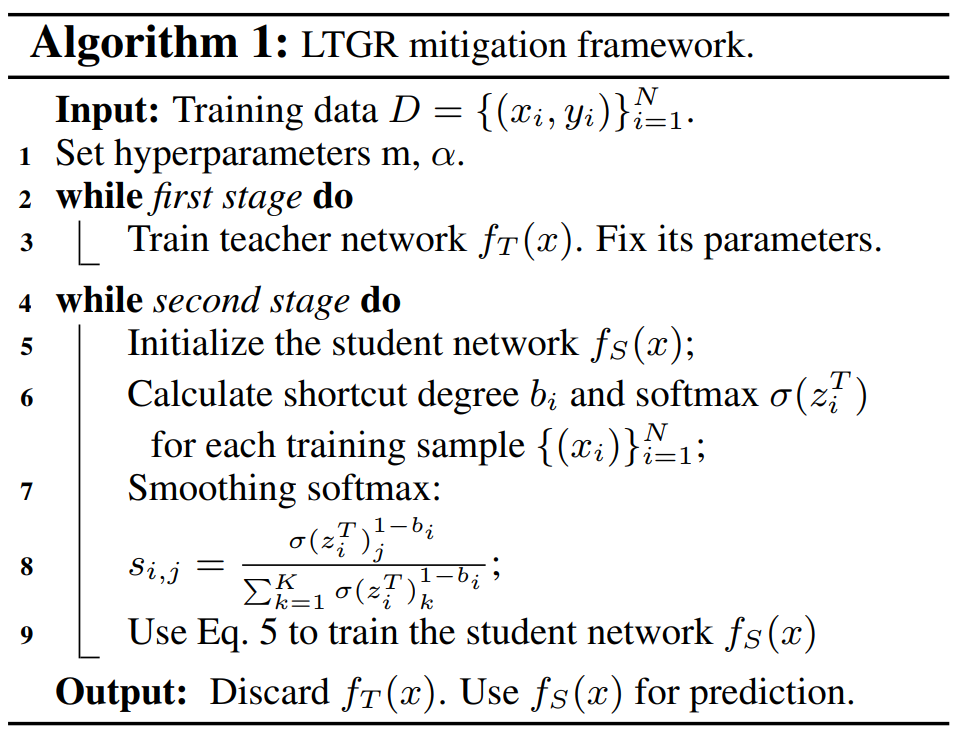 Algorithm 1: LTGR mitigation framework.
Input: Training data $D = \{(x_i, y_i)\}_{i=1}^{N}$.
1 Set hyperparameters m, $\alpha$.
2 while first stage do
3 Train teacher network $f_T(x)$. Fix its parameters.
4 while second stage do
5 Initialize the student network $f_S(x)$;
6 Calculate shortcut degree $b_i$ and softmax $\sigma(z_i^T)$
for each training sample $\{(x_i)\}_{i=1}^{N}$;
7 Smoothing softmax:
8 $s_{i,j} = \frac{\sigma(z_i^T)_j^{1-b_i}}{\sum_{k=1}^{K} \sigma(z_i^T)_k^{1-b_i}}$;
9 Use Eq. 5 to train the student network $f_S(x)$
Output: Discard $f_T(x)$. Use $f_S(x)$ for prediction.